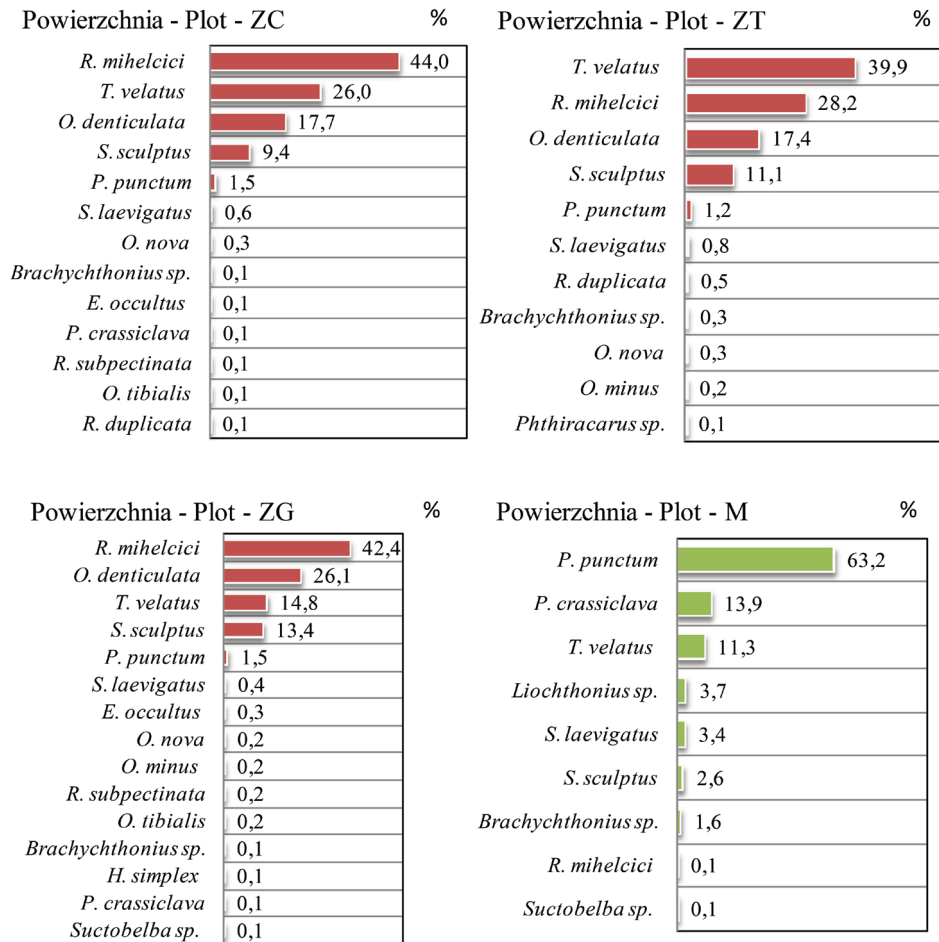 Powierzchnia - Plot - ZC %
R. mihelcici 44,0
T. velatus 26,0
O. denticulata 17,7
S. sculptus 9,4
P. punctum 1,5
S. laevigatus 0,6
O. nova 0,3
Brachychthonius sp. 0,1
E. occultus 0,1
P. crassiclava 0,1
R. subpectinata 0,1
O. tibialis 0,1
R. duplicata 0,1
Powierzchnia - Plot - ZT %
T. velatus 39,9
R. mihelcici 28,2
O. denticulata 17,4
S. sculptus 11,1
P. punctum 1,2
S. laevigatus 0,8
R. duplicata 0,5
Brachychthonius sp. 0,3
O. nova 0,3
O. minus 0,2
Phthiracarus sp. 0,1
Powierzchnia - Plot - ZG %
R. mihelcici 42,4
O. denticulata 26,1
T. velatus 14,8
S. sculptus 13,4
P. punctum 1,5
S. laevigatus 0,4
E. occultus 0,3
O. nova 0,2
O. minus 0,2
R. subpectinata 0,2
O. tibialis 0,2
Brachychthonius sp. 0,1
H. simplex 0,1
P. crassiclava 0,1
Suctobelba sp. 0,1
Powierzchnia - Plot - M %
P. punctum 63,2
P. crassiclava 13,9
T. velatus 11,3
Liochthonius sp. 3,7
S. laevigatus 3,4
S. sculptus 2,6
Brachychthonius sp. 1,6
R. mihelcici 0,1
Suctobelba sp. 0,1